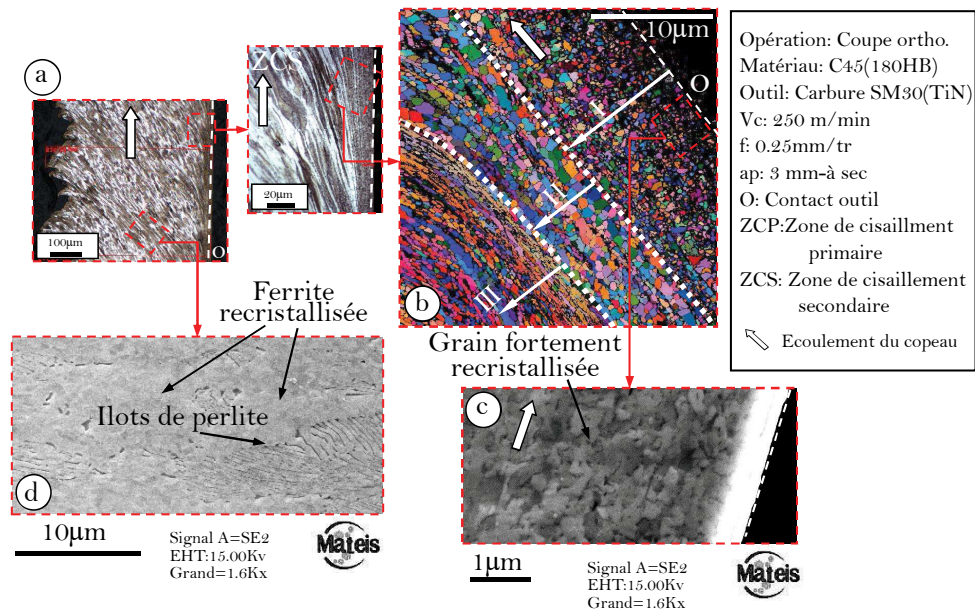 a
100µm
O
ZCS
20µm
10µm
O
I
II
III
b
Opération: Coupe ortho.
Matériau: C45(180HB)
Outil: Carbure SM30(TiN)
Vc: 250 m/min
f: 0.25mm/tr
ap: 3 mm-à sec
O: Contact outil
ZCP:Zone de cisaillment
primaire
ZCS: Zone de cisaillement
secondaire
Ecoulement du copeau
Ferrite
recristallisée
Ilots de perlite
d
10µm
Signal A=SE2
EHT:15.00Kv
Grand=1.6Kx
Mateis
Grain fortement
recristallisée
c
1µm
Signal A=SE2
EHT:15.00Kv
Grand=1.6Kx
Mateis